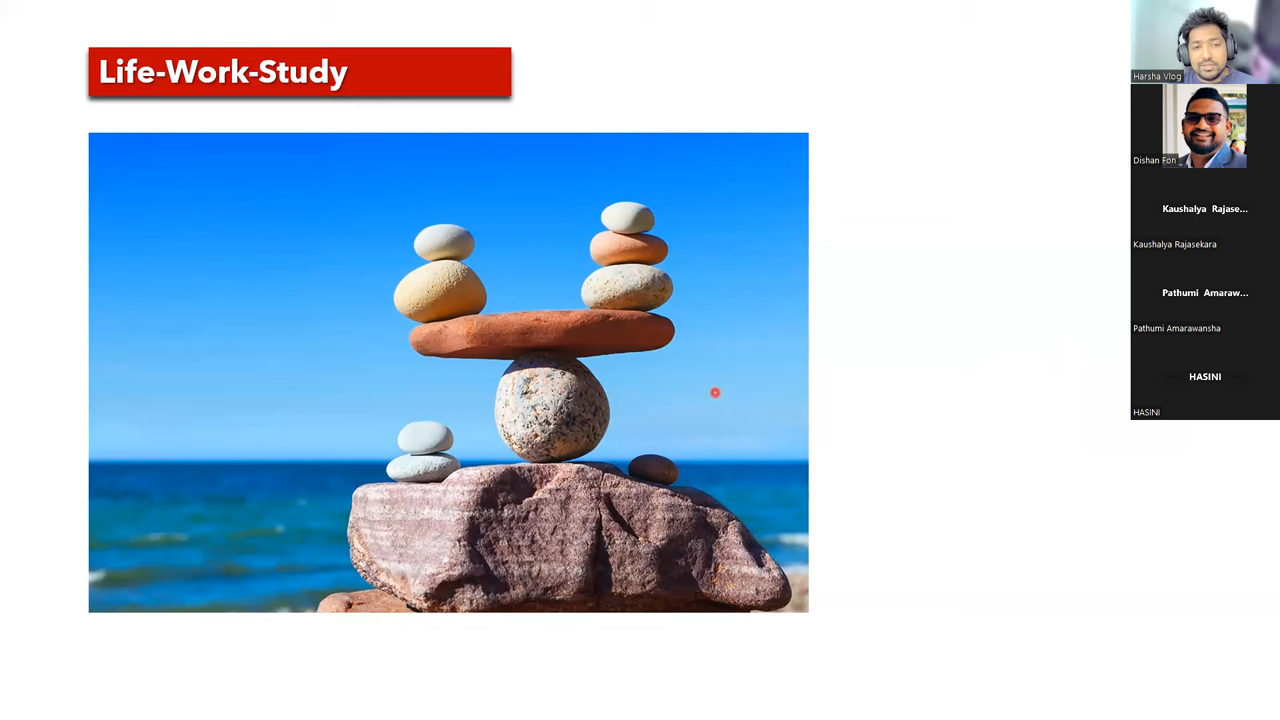 Life-Work-Study
Harsha Vlog
Dishan Fon
Kaushalya Rajase...
Kaushalya Rajasekara
Pathumi Amaraw...
Pathumi Amarawansha
HASINI
HASINI